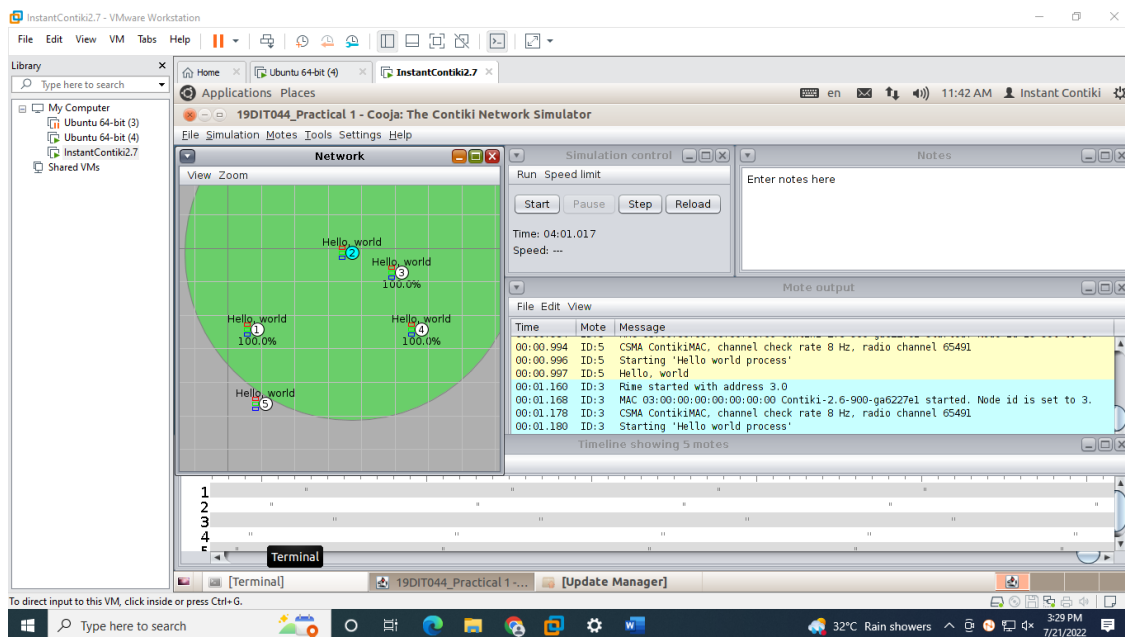 InstantContiki2.7 - VMware Workstation
File Edit View VM Tabs Help
Library
Type here to search
My Computer
Ubuntu 64-bit (3)
Ubuntu 64-bit (4)
InstantContiki2.7
Shared VMs
Home Ubuntu 64-bit (4) InstantContiki2.7
Applications Places en 11:42 AM Instant Contiki
19DIT044_Practical 1 - Cooja: The Contiki Network Simulator
File Simulation Motes Tools Settings Help
Network
View Zoom
Hello, world
2
Hello, world
3
100.0%
Hello, world
1
100.0%
Hello, world
4
100.0%
Hello, world
5
Simulation control
Run Speed limit
Start Pause Step Reload
Time: 04:01.017
Speed: ---
Notes
Enter notes here
Mote output
File Edit View
Time Mote Message
00:00.994 ID:5 CSMA ContikiMAC, channel check rate 8 Hz, radio channel 65491
00:00.996 ID:5 Starting 'Hello world process'
00:00.997 ID:5 Hello, world
00:01.160 ID:3 Rime started with address 3.0
00:01.168 ID:3 MAC 03:00:00:00:00:00:00:00 Contiki-2.6-900-ga6227e1 started. Node id is set to 3.
00:01.178 ID:3 CSMA ContikiMAC, channel check rate 8 Hz, radio channel 65491
00:01.180 ID:3 Starting 'Hello world process'
Timeline showing 5 motes
1
2
3
4
5
Terminal
[Terminal] 19DIT044_Practical 1 -... [Update Manager]
To direct input to this VM, click inside or press Ctrl+G.
Type here to search
32°C Rain showers
3:29 PM
7/21/2022